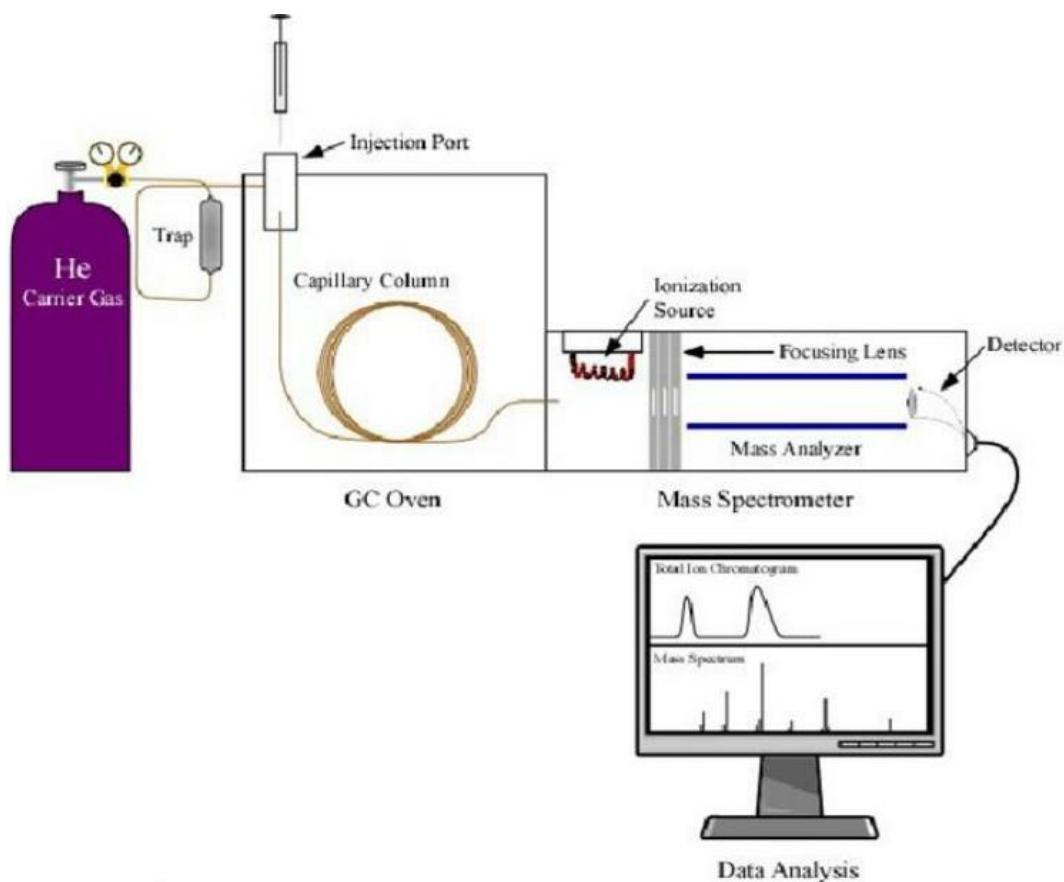 Injection Port
Trap
He
Carrier Gas
Capillary Column
Ionization
Source
Focusing Lens
Detector
Mass Analyzer
GC Oven
Mass Spectrometer
Total Ion Chromatogram
Mass Spectrum
Data Analysis